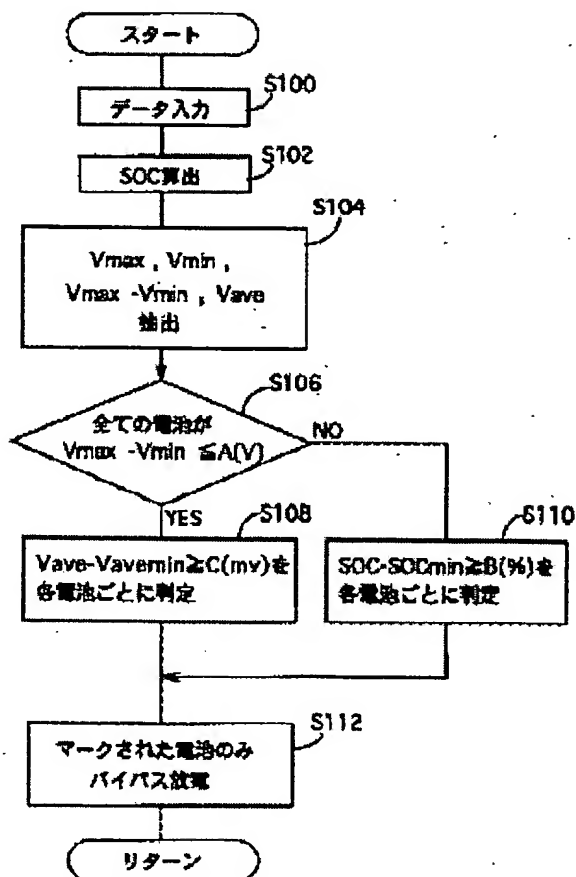 スタート
S100
データ入力
S102
SOC算出
S104
Vmax , Vmin ,
Vmax -Vmin , Vave
抽出
S106
全ての電池が
Vmax -Vmin ≦A(V)
NO
YES
S108
Vave-Vavemin≧C(mv)を
各電池ごとに判定
S110
SOC-SOCmin≧B(%)を
各電池ごとに判定
S112
マークされた電池のみ
バイパス放電
リターン